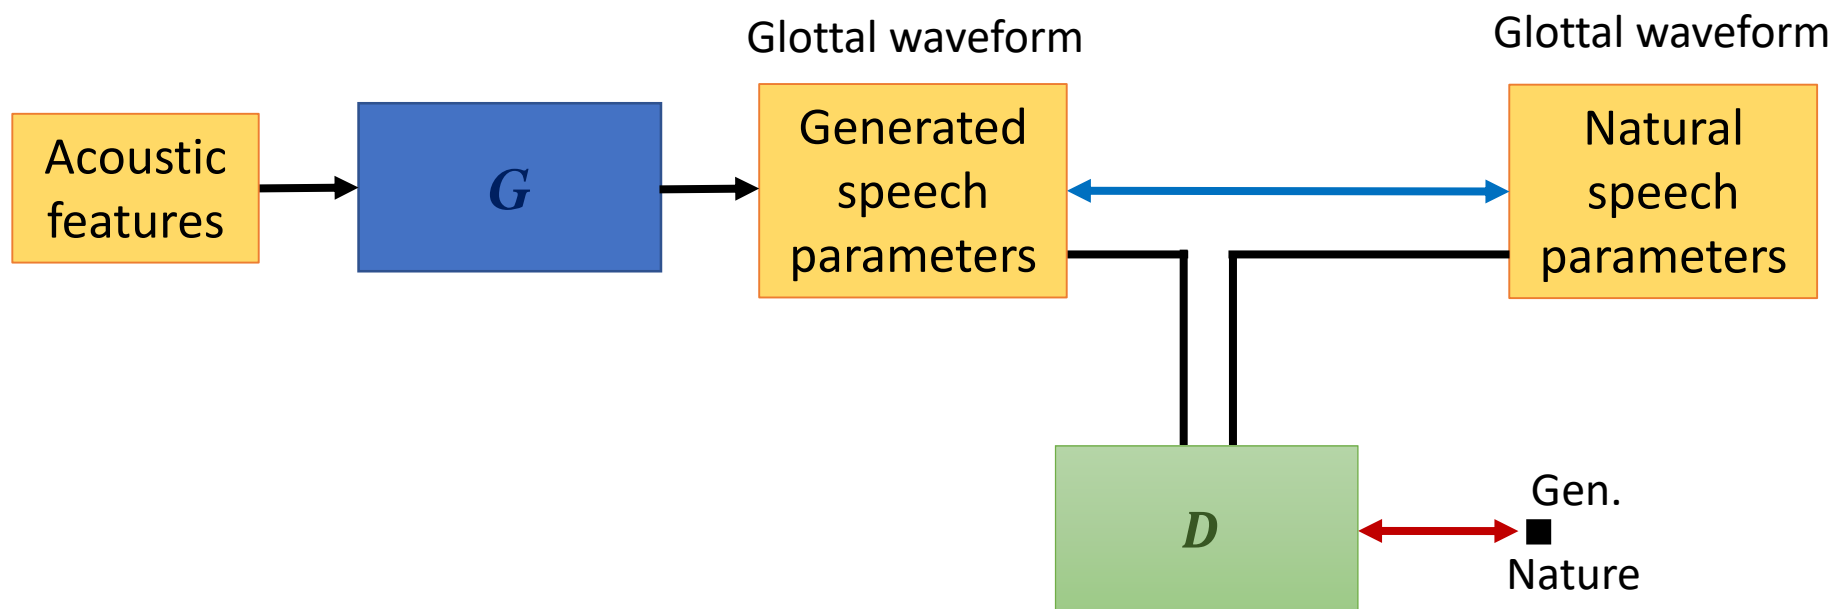 Glottal waveform
Glottal waveform
Acoustic
features
G
Generated
speech
parameters
Natural
speech
parameters
D
Gen.
Nature